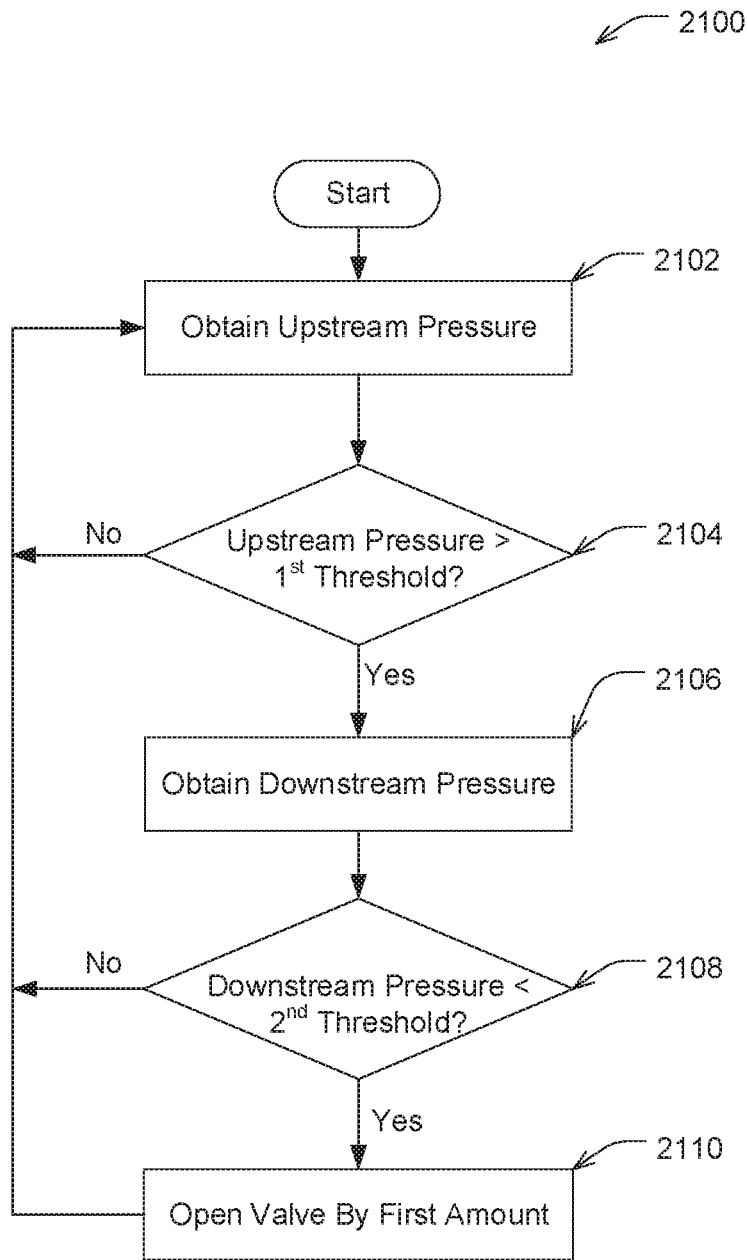 2100
Start
2102
Obtain Upstream Pressure
No
Upstream Pressure >
1st Threshold?
2104
Yes
2106
Obtain Downstream Pressure
No
Downstream Pressure <
2nd Threshold?
2108
Yes
2110
Open Valve By First Amount